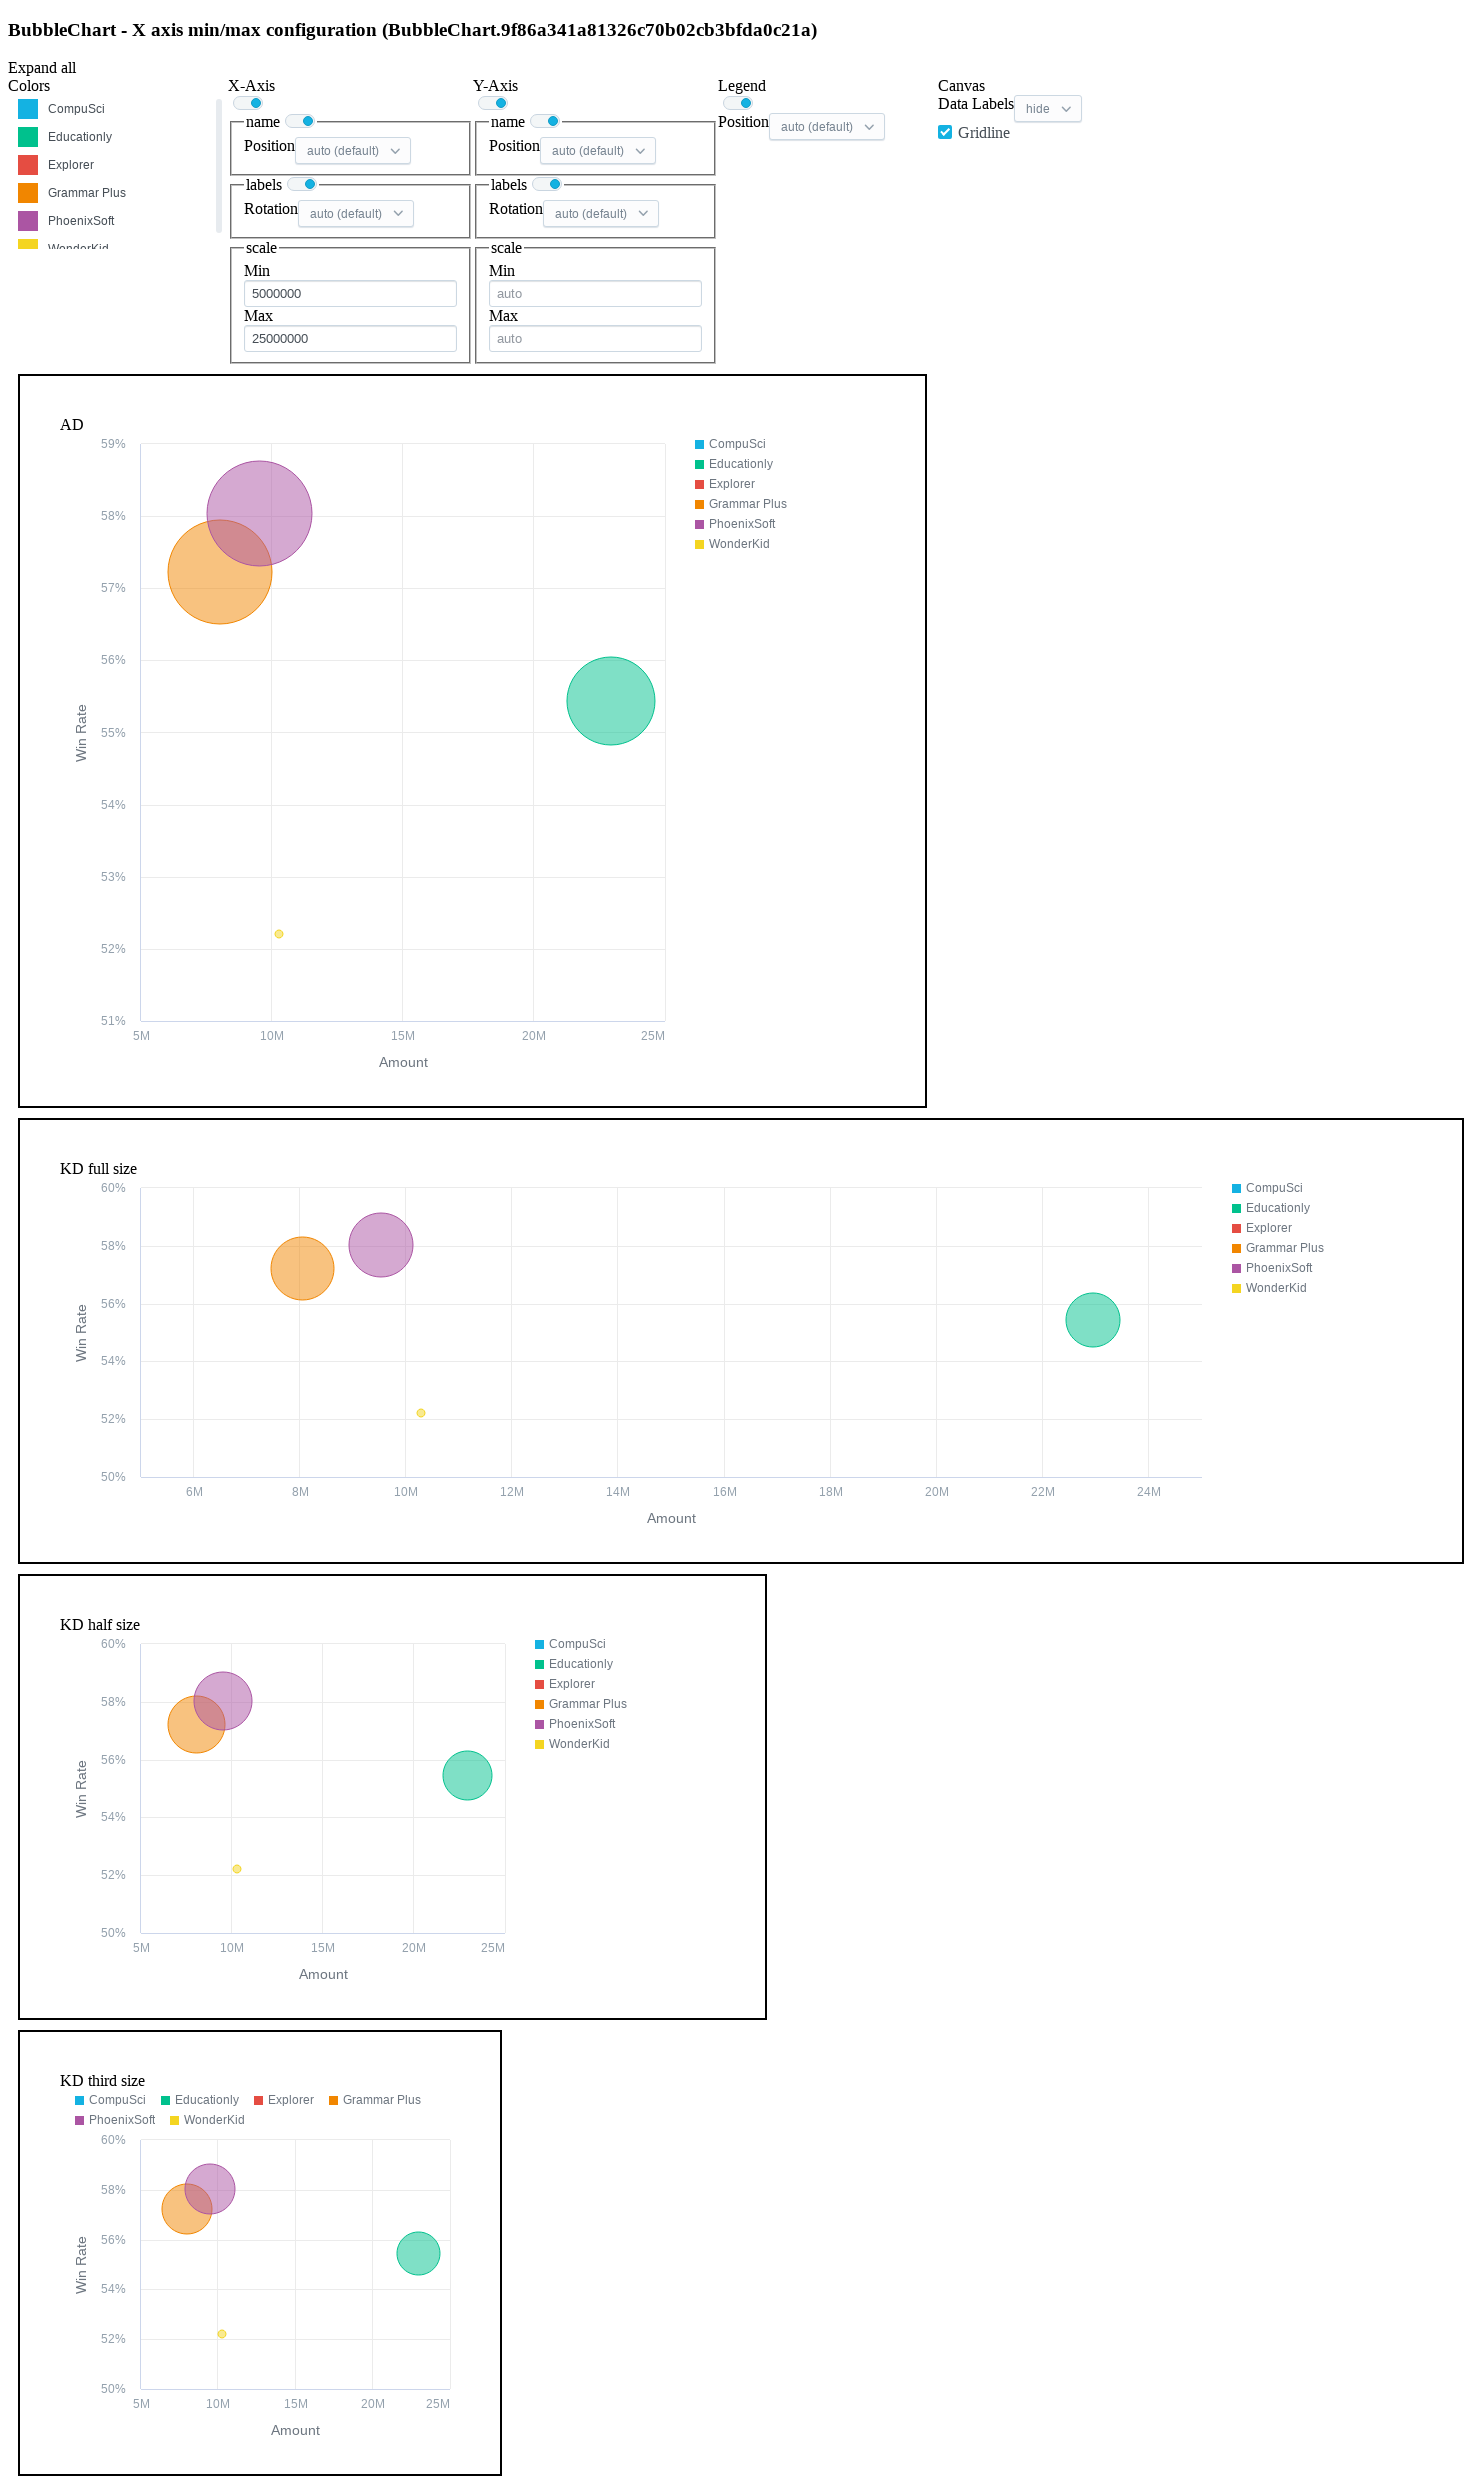 BubbleChart - X axis min/max configuration (BubbleChart.9f86a341a81326c70b02cb3bfda0c21a)
Expand all
Colors
CompuSci
Educationly
Explorer
Grammar Plus
PhoenixSoft
WonderKid
X-Axis
name
Position auto (default)
labels
Rotation auto (default)
scale
Min
5000000
Max
25000000
Y-Axis
name
Position auto (default)
labels
Rotation auto (default)
scale
Min
auto
Max
auto
Legend
Position auto (default)
Canvas
Data Labels hide
Gridline
AD
59%
58%
57%
56%
55%
54%
53%
52%
51%
Win Rate
5M 10M 15M 20M 25M
Amount
CompuSci
Educationly
Explorer
Grammar Plus
PhoenixSoft
WonderKid
KD full size
60%
58%
56%
54%
52%
50%
Win Rate
6M 8M 10M 12M 14M 16M 18M 20M 22M 24M
Amount
CompuSci
Educationly
Explorer
Grammar Plus
PhoenixSoft
WonderKid
KD half size
60%
58%
56%
54%
52%
50%
Win Rate
5M 10M 15M 20M 25M
Amount
CompuSci
Educationly
Explorer
Grammar Plus
PhoenixSoft
WonderKid
KD third size
CompuSci Educationly Explorer Grammar Plus
PhoenixSoft WonderKid
60%
58%
56%
54%
52%
50%
Win Rate
5M 10M 15M 20M 25M
Amount